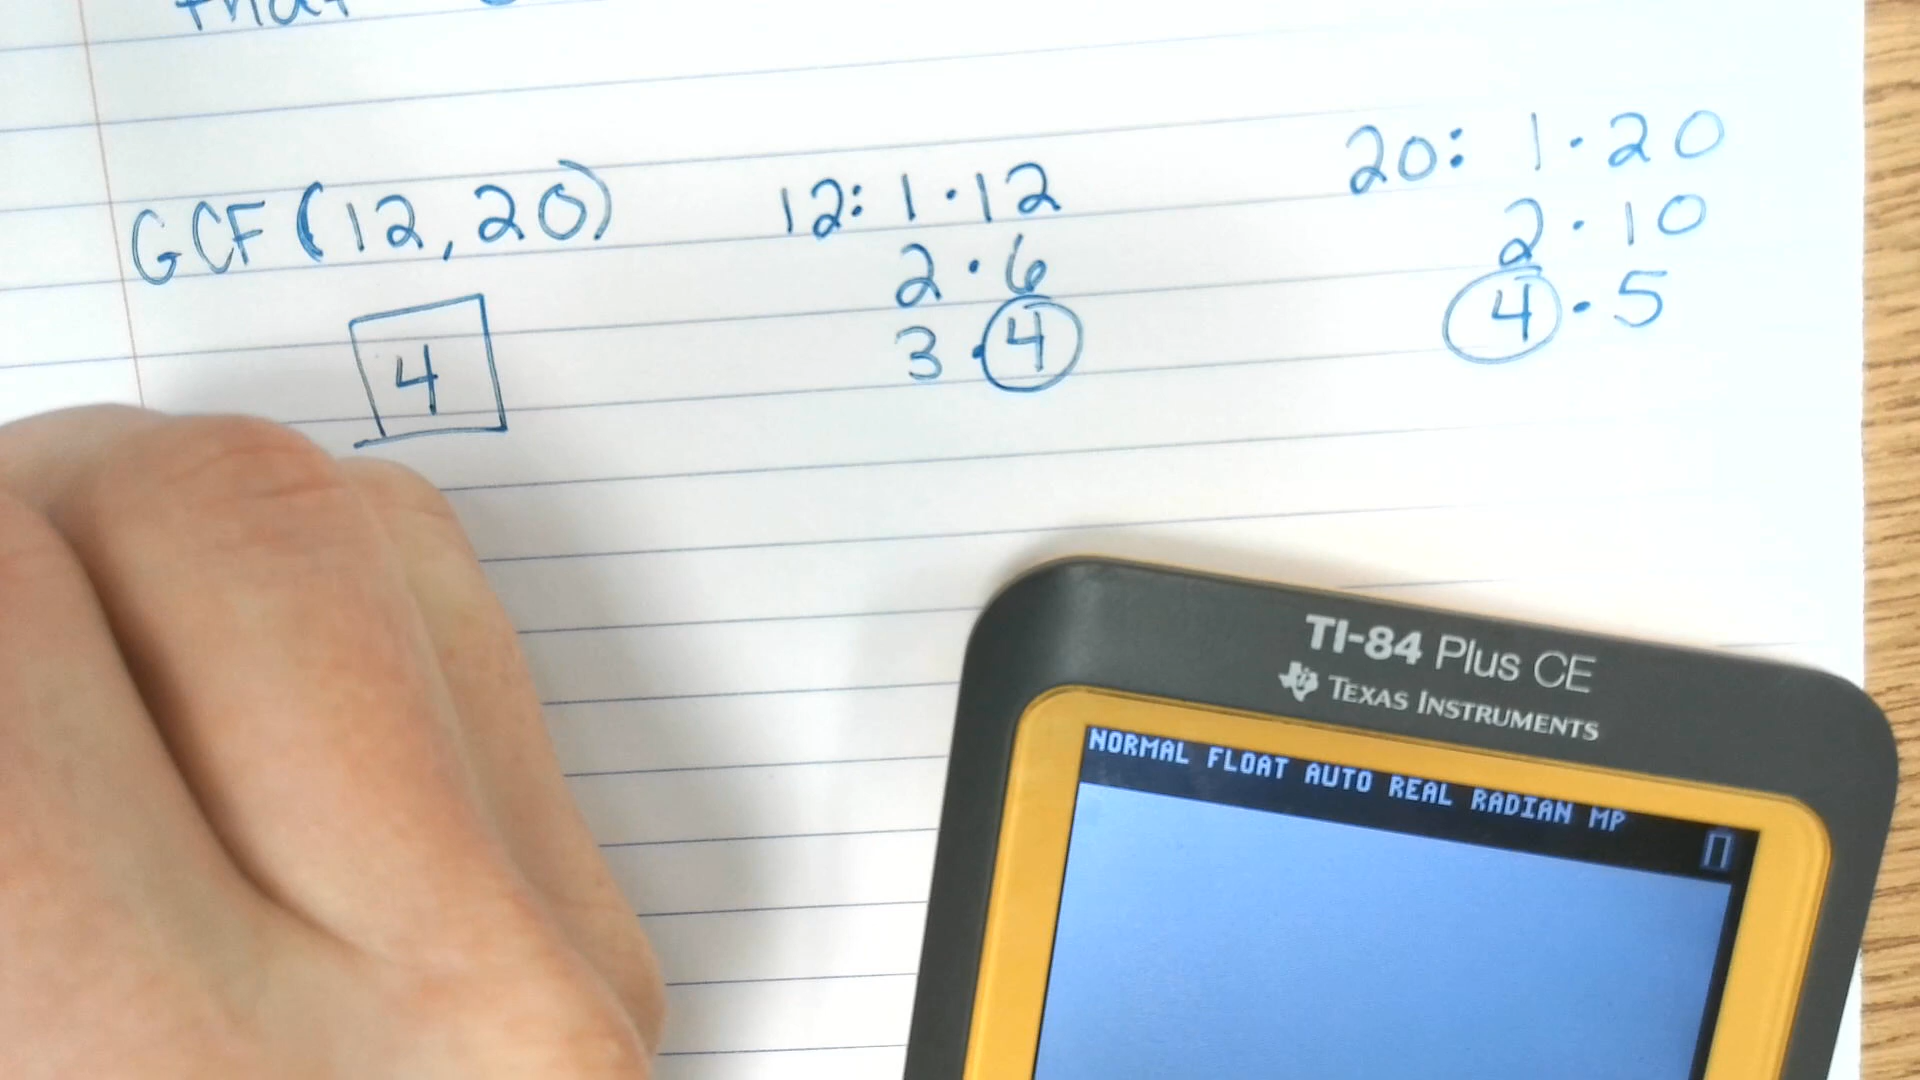 that
GCF (12, 20)
4
12: 1 · 12
2 · 6
3 · 4
20: 1 · 20
2 · 10
4 · 5
TI-84 Plus CE
TEXAS INSTRUMENTS
NORMAL FLOAT AUTO REAL RADIAN MP